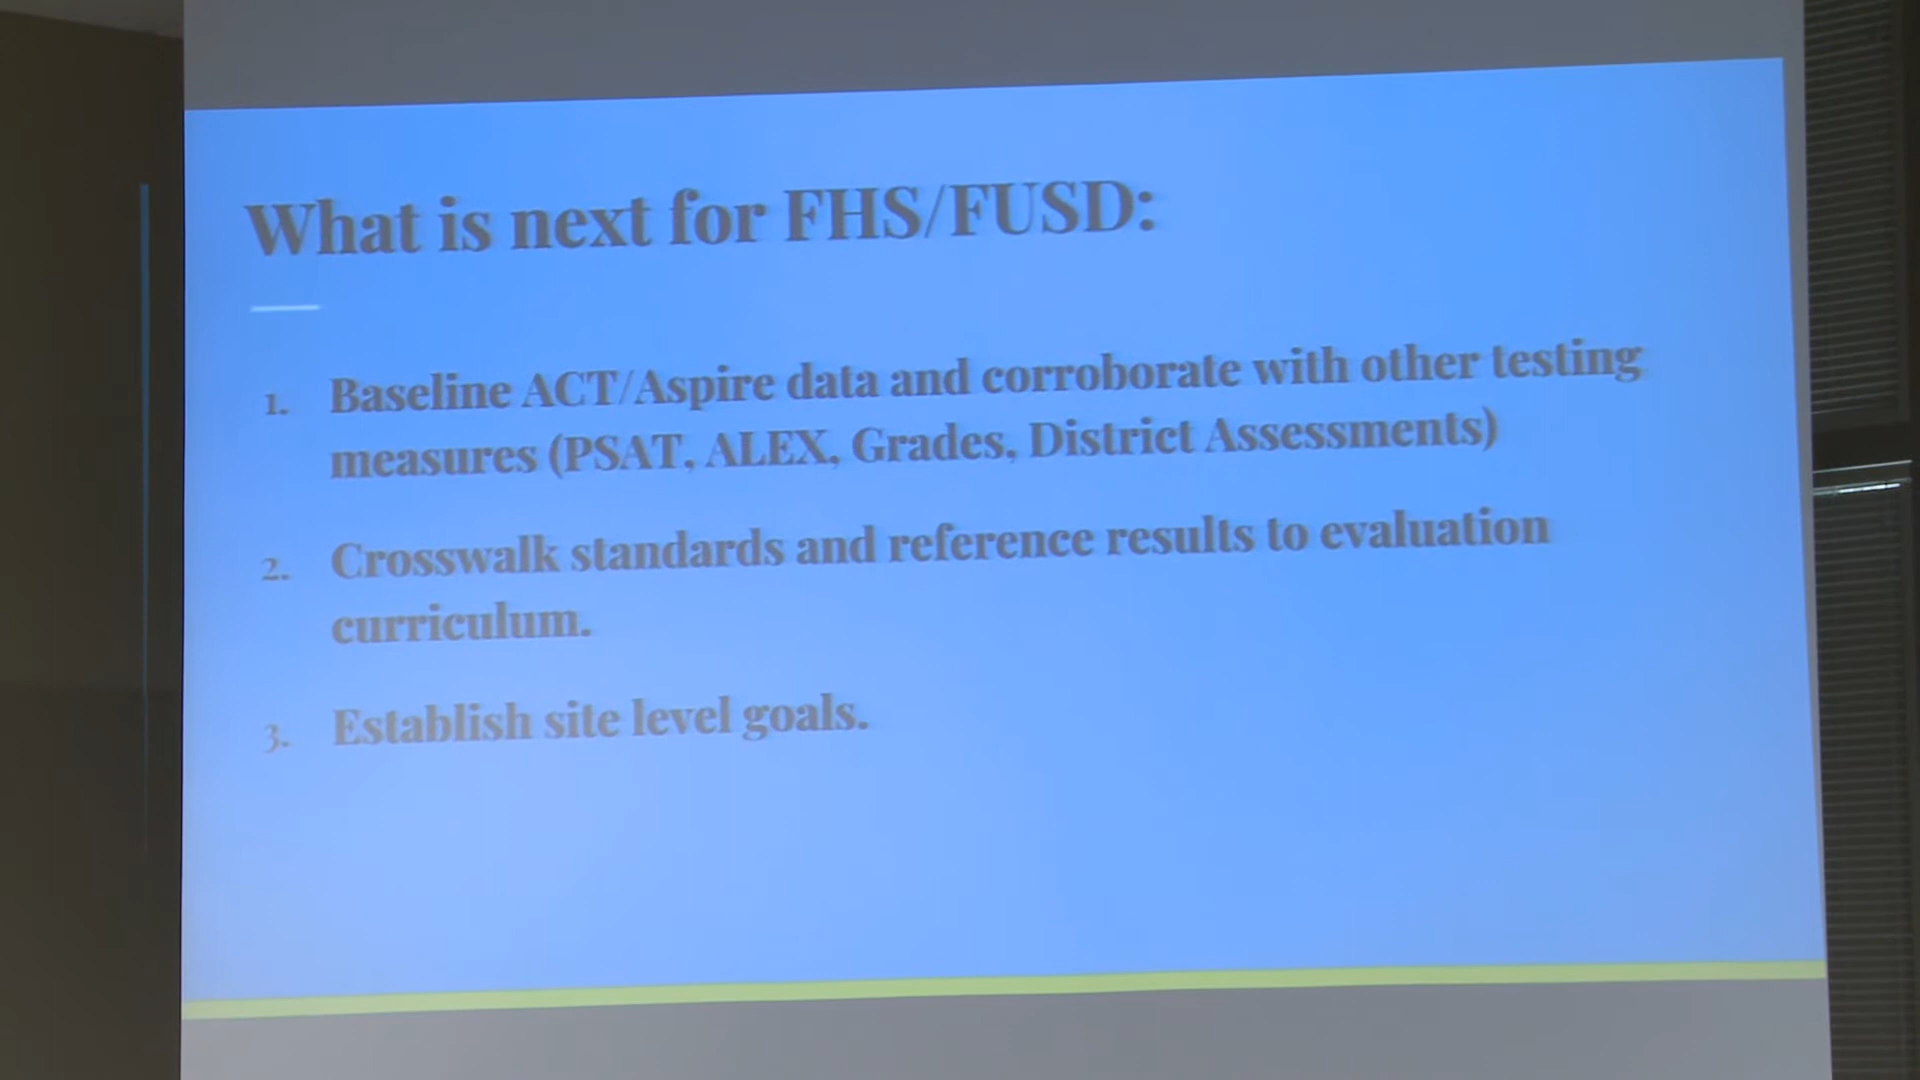 What is next for FHS/FUSD:
1. Baseline ACT/Aspire data and corroborate with other testing
measures (PSAT, ALEX, Grades, District Assessments)
2. Crosswalk standards and reference results to evaluation
curriculum.
3. Establish site level goals.